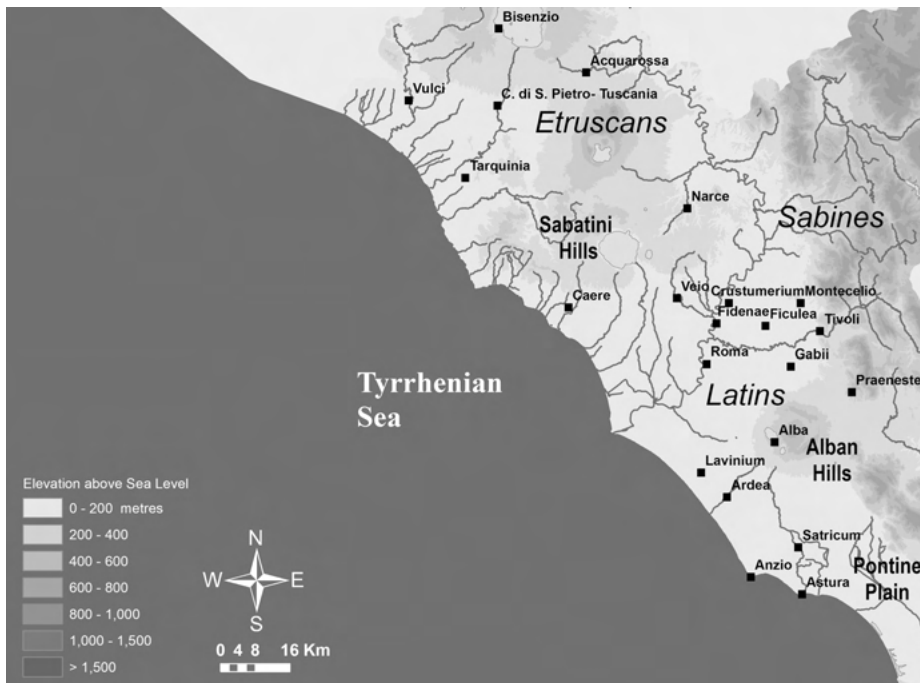 Bisenzio
Acquarossa
Vulci
C. di S. Pietro- Tuscania
Etruscans
Tarquinia
Narce
Sabines
Sabatini
Hills
Veio
Crustumerium
Montecelio
Caere
Fidenae
Ficulea
Tivoli
Roma
Gabii
Tyrrhenian
Sea
Praeneste
Latins
Alba
Alban
Hills
Lavinium
Ardea
Elevation above Sea Level
0 - 200 metres
200 - 400
400 - 600
600 - 800
800 - 1,000
1,000 - 1,500
> 1,500
N
W
E
S
0 4 8 16 Km
Satricum
Pontine
Plain
Anzio
Astura